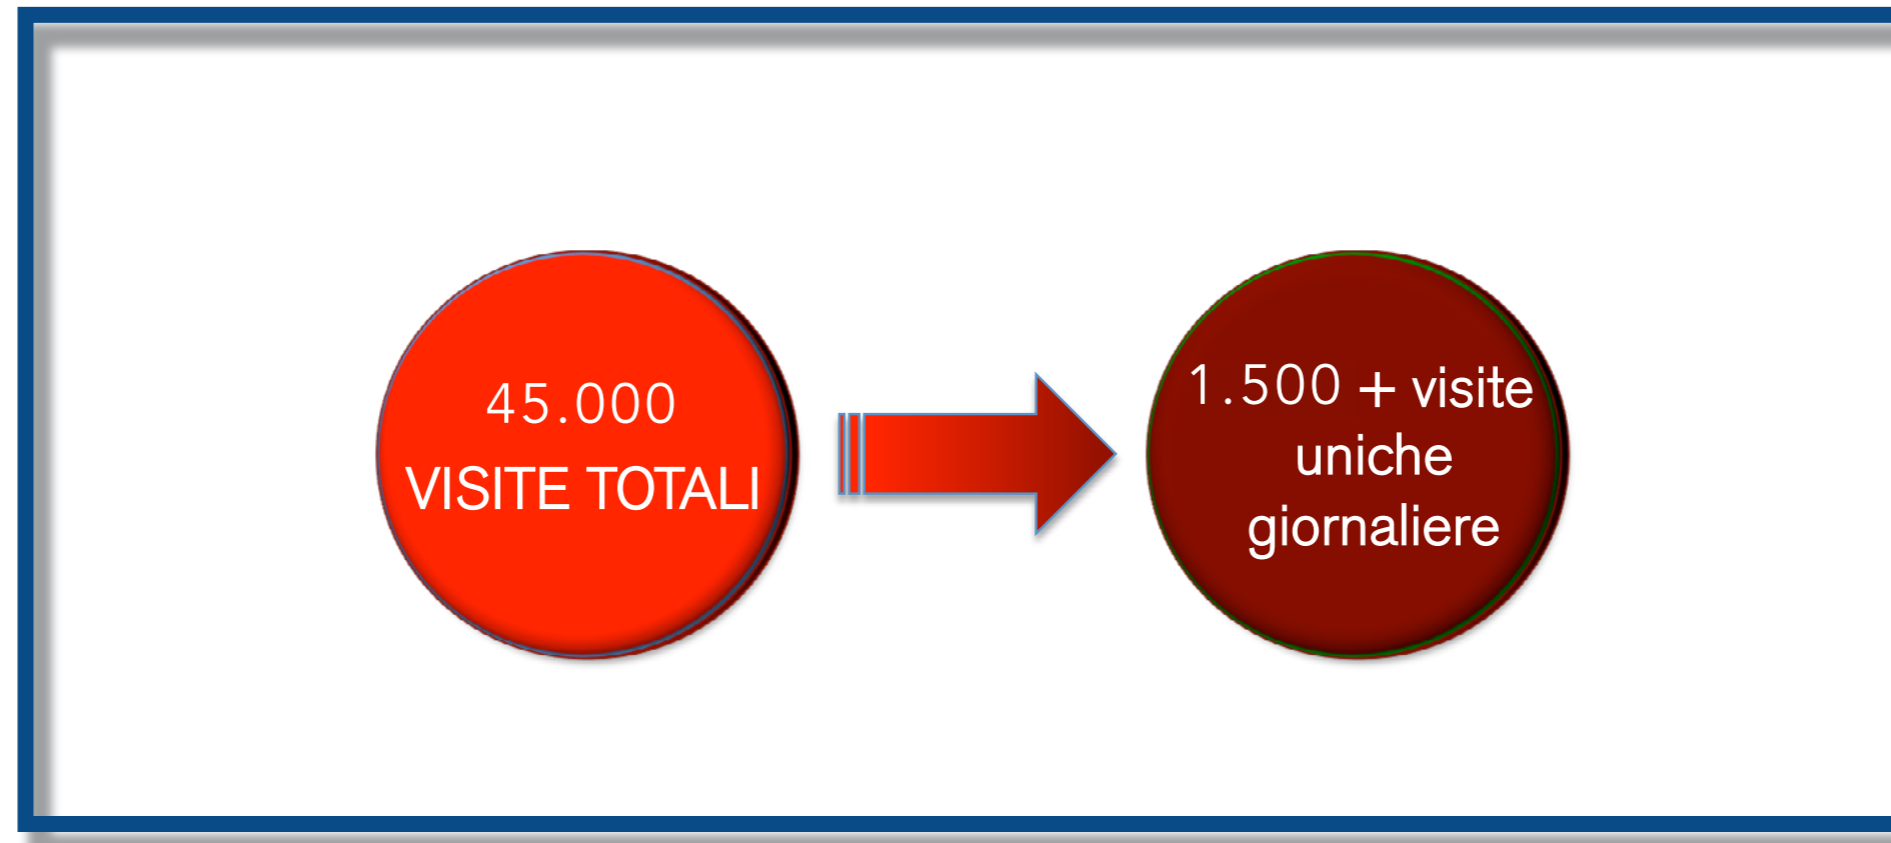 45.000
VISITE TOTALI
1.500 + visite
uniche
giornaliere